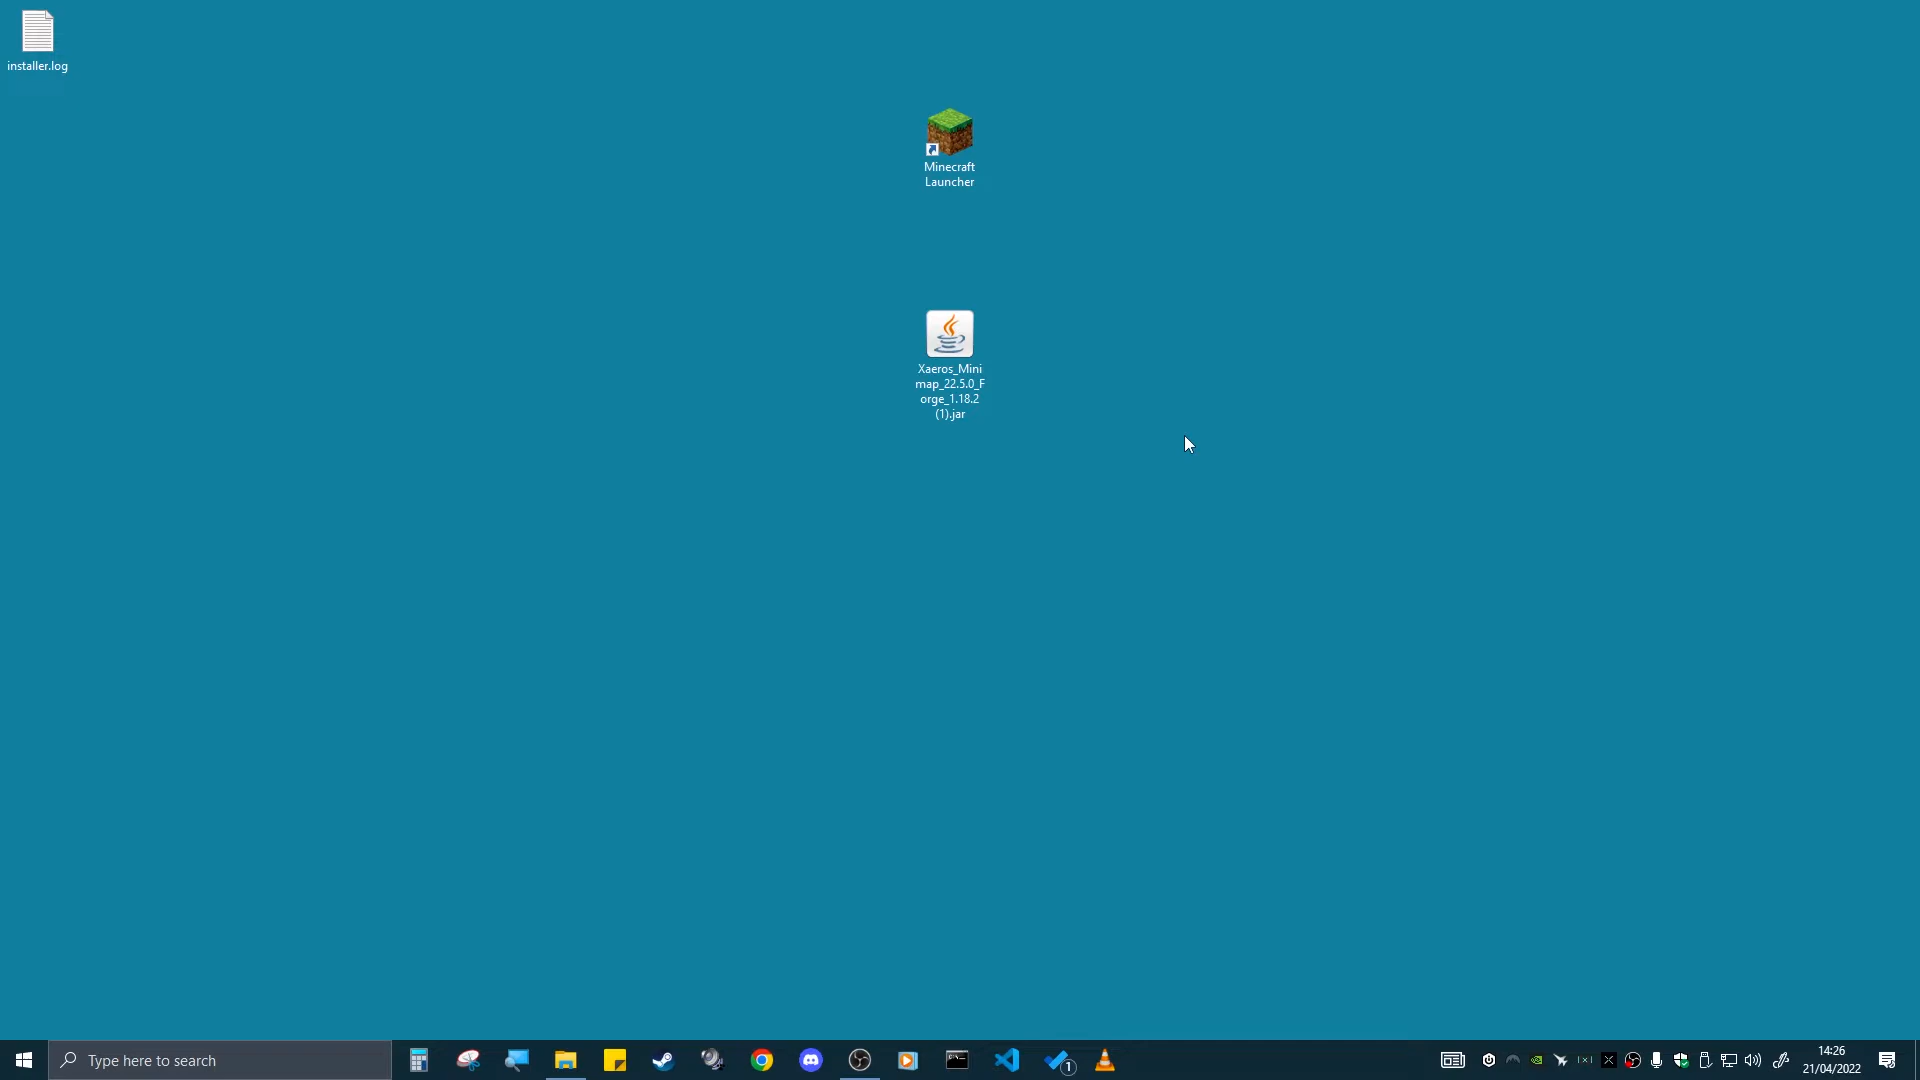 installer.log
Minecraft
Launcher
Xaeros_Mini
map_22.5.0_F
orge_1.18.2
(1).jar
Type here to search
1
14:26
21/04/2022